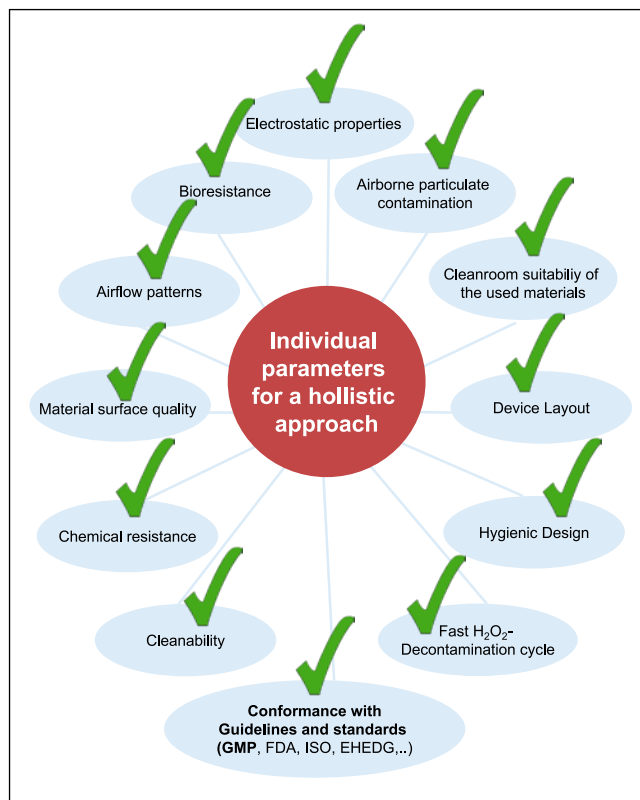 Electrostatic properties
Bioresistance
Airborne particulate
contamination
Airflow patterns
Cleanroom suitabiliy of
the used materials
Individual
parameters
for a hollistic
approach
Material surface quality
Device Layout
Chemical resistance
Hygienic Design
Cleanability
Fast H₂O₂-
Decontamination cycle
Conformance with
Guidelines and standards
(GMP, FDA, ISO, EHEDG,..)